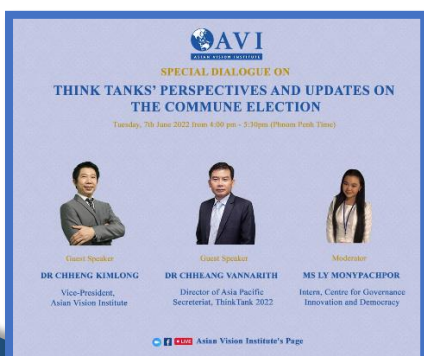 AVI
ASIAN VISION INSTITUTE
SPECIAL DIALOGUE ON
THINK TANKS' PERSPECTIVES AND UPDATES ON
THE COMMUNE ELECTION
Tuesday, 7th June 2022 from 4:00 pm - 5:30pm (Phnom Penh Time)
Guest Speaker
DR CHHENG KIMLONG
Vice-President,
Asian Vision Institute
Guest Speaker
DR CHHEANG VANNARITH
Director of Asia Pacific
Secreteriat, ThinkTank 2022
Moderator
MS LY MONYPACHPOR
Intern, Centre for Governance
Innovation and Democracy
LIVE Asian Vision Institute's Page